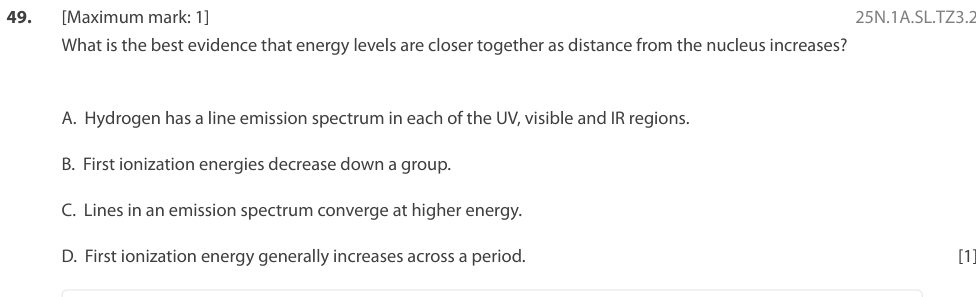 49. [Maximum mark: 1] 25N.1A.SL.TZ3.2
What is the best evidence that energy levels are closer together as distance from the nucleus increases?
A. Hydrogen has a line emission spectrum in each of the UV, visible and IR regions.
B. First ionization energies decrease down a group.
C. Lines in an emission spectrum converge at higher energy.
D. First ionization energy generally increases across a period. [1]